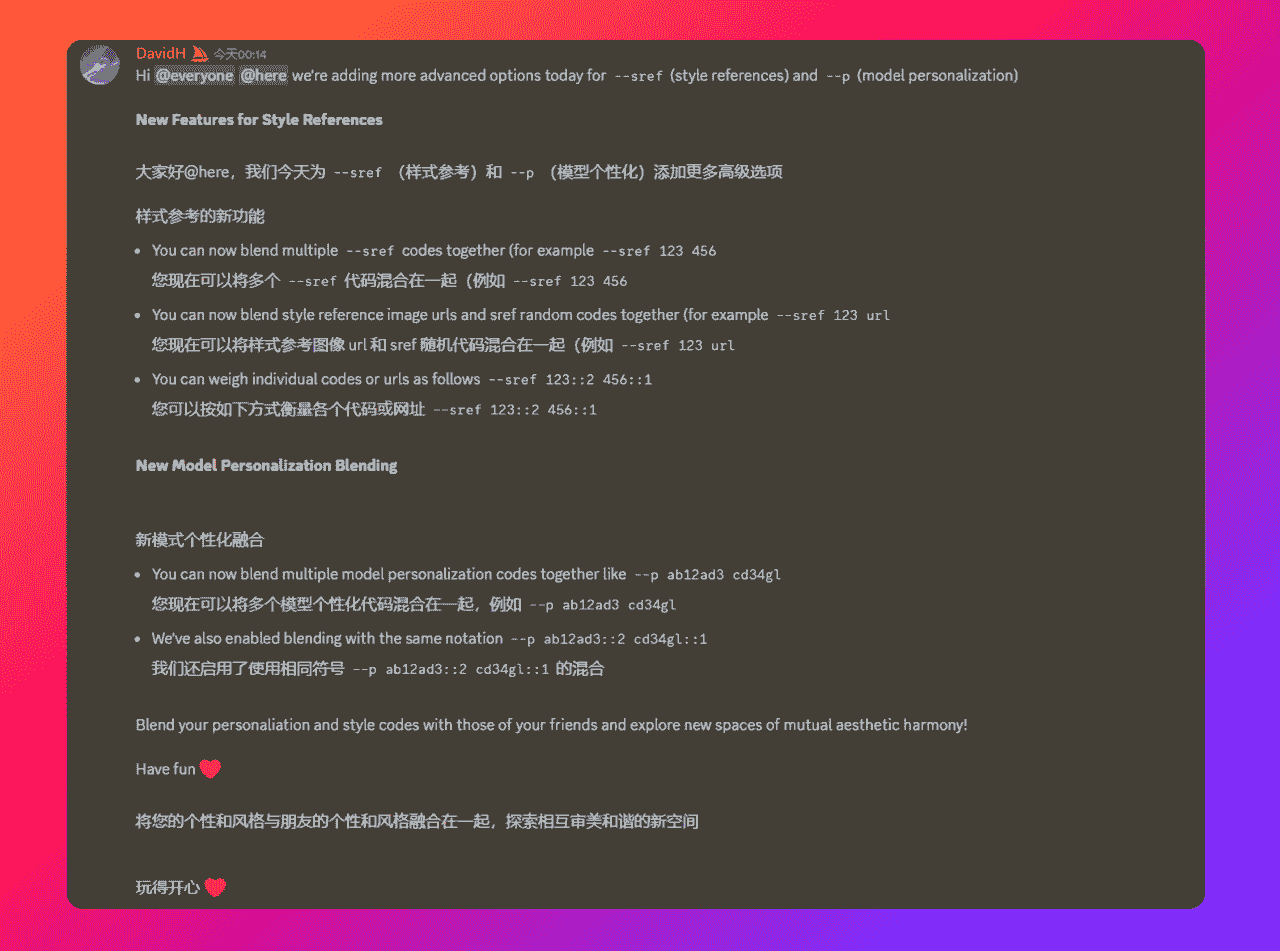 DavidH 今天00:14
Hi @everyone @here we're adding more advanced options today for --sref (style references) and --p (model personalization)
New Features for Style References
大家好@here，我们今天为 --sref （样式参考）和 --p （模型个性化）添加更多高级选项
样式参考的新功能
• You can now blend multiple --sref codes together (for example --sref 123 456
您现在可以将多个 --sref 代码混合在一起（例如 --sref 123 456
• You can now blend style reference image urls and sref random codes together (for example --sref 123 url
您现在可以将样式参考图像 url 和 sref 随机代码混合在一起（例如 --sref 123 url
• You can weigh individual codes or urls as follows --sref 123::2 456::1
您可以按如下方式衡量各个代码或网址 --sref 123::2 456::1
New Model Personalization Blending
新模式个性化融合
• You can now blend multiple model personalization codes together like --p ab12ad3 cd34gl
您现在可以将多个模型个性化代码混合在一起，例如 --p ab12ad3 cd34gl
• We've also enabled blending with the same notation --p ab12ad3::2 cd34gl::1
我们还启用了使用相同符号 --p ab12ad3::2 cd34gl::1 的混合
Blend your personaliation and style codes with those of your friends and explore new spaces of mutual aesthetic harmony!
Have fun ❤️
将您的个性和风格与朋友的个性和风格融合在一起，探索相互审美和谐的新空间
玩得开心 ❤️